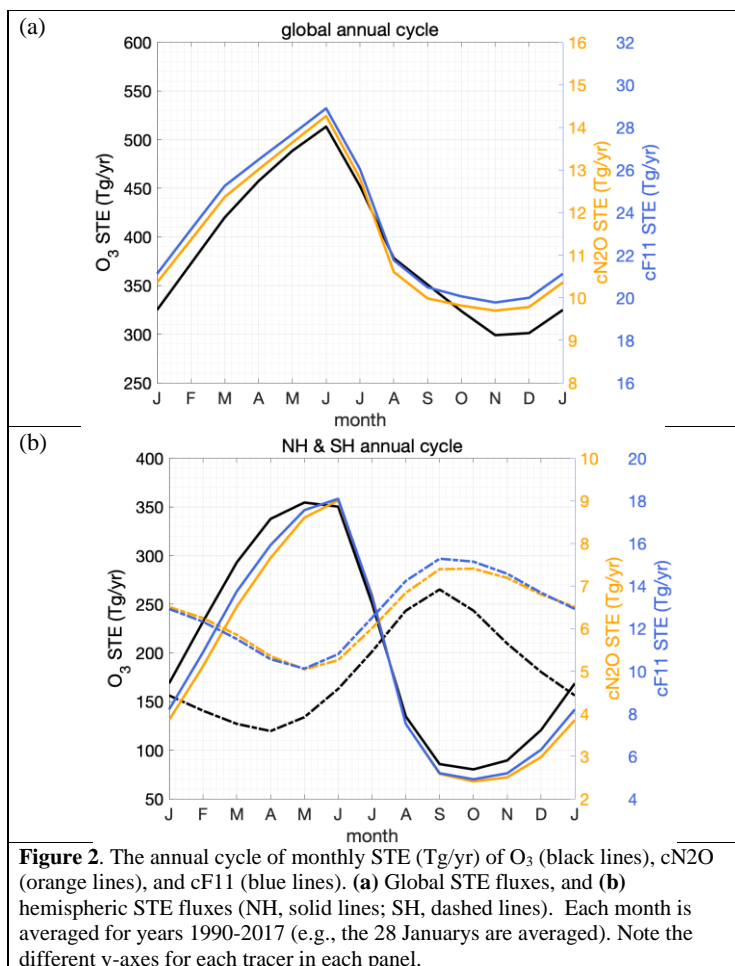 (a)
global annual cycle
600
550
500
450
400
350
300
250
O₃ STE (Tg/yr)
16
15
14
13
12
11
10
9
8
cN2O STE (Tg/yr)
32
30
28
26
24
22
20
18
16
cF11 STE (Tg/yr)
J F M A M J J A S O N D J
month
(b)
NH & SH annual cycle
400
350
300
250
200
150
100
50
O₃ STE (Tg/yr)
10
9
8
7
6
5
4
3
2
cN2O STE (Tg/yr)
20
18
16
14
12
10
8
6
4
cF11 STE (Tg/yr)
J F M A M J J A S O N D J
month
Figure 2. The annual cycle of monthly STE (Tg/yr) of O₃ (black lines), cN2O
(orange lines), and cF11 (blue lines). (a) Global STE fluxes, and (b)
hemispheric STE fluxes (NH, solid lines; SH, dashed lines). Each month is
averaged for years 1990-2017 (e.g., the 28 Januarys are averaged). Note the
different y-axes for each tracer in each panel.